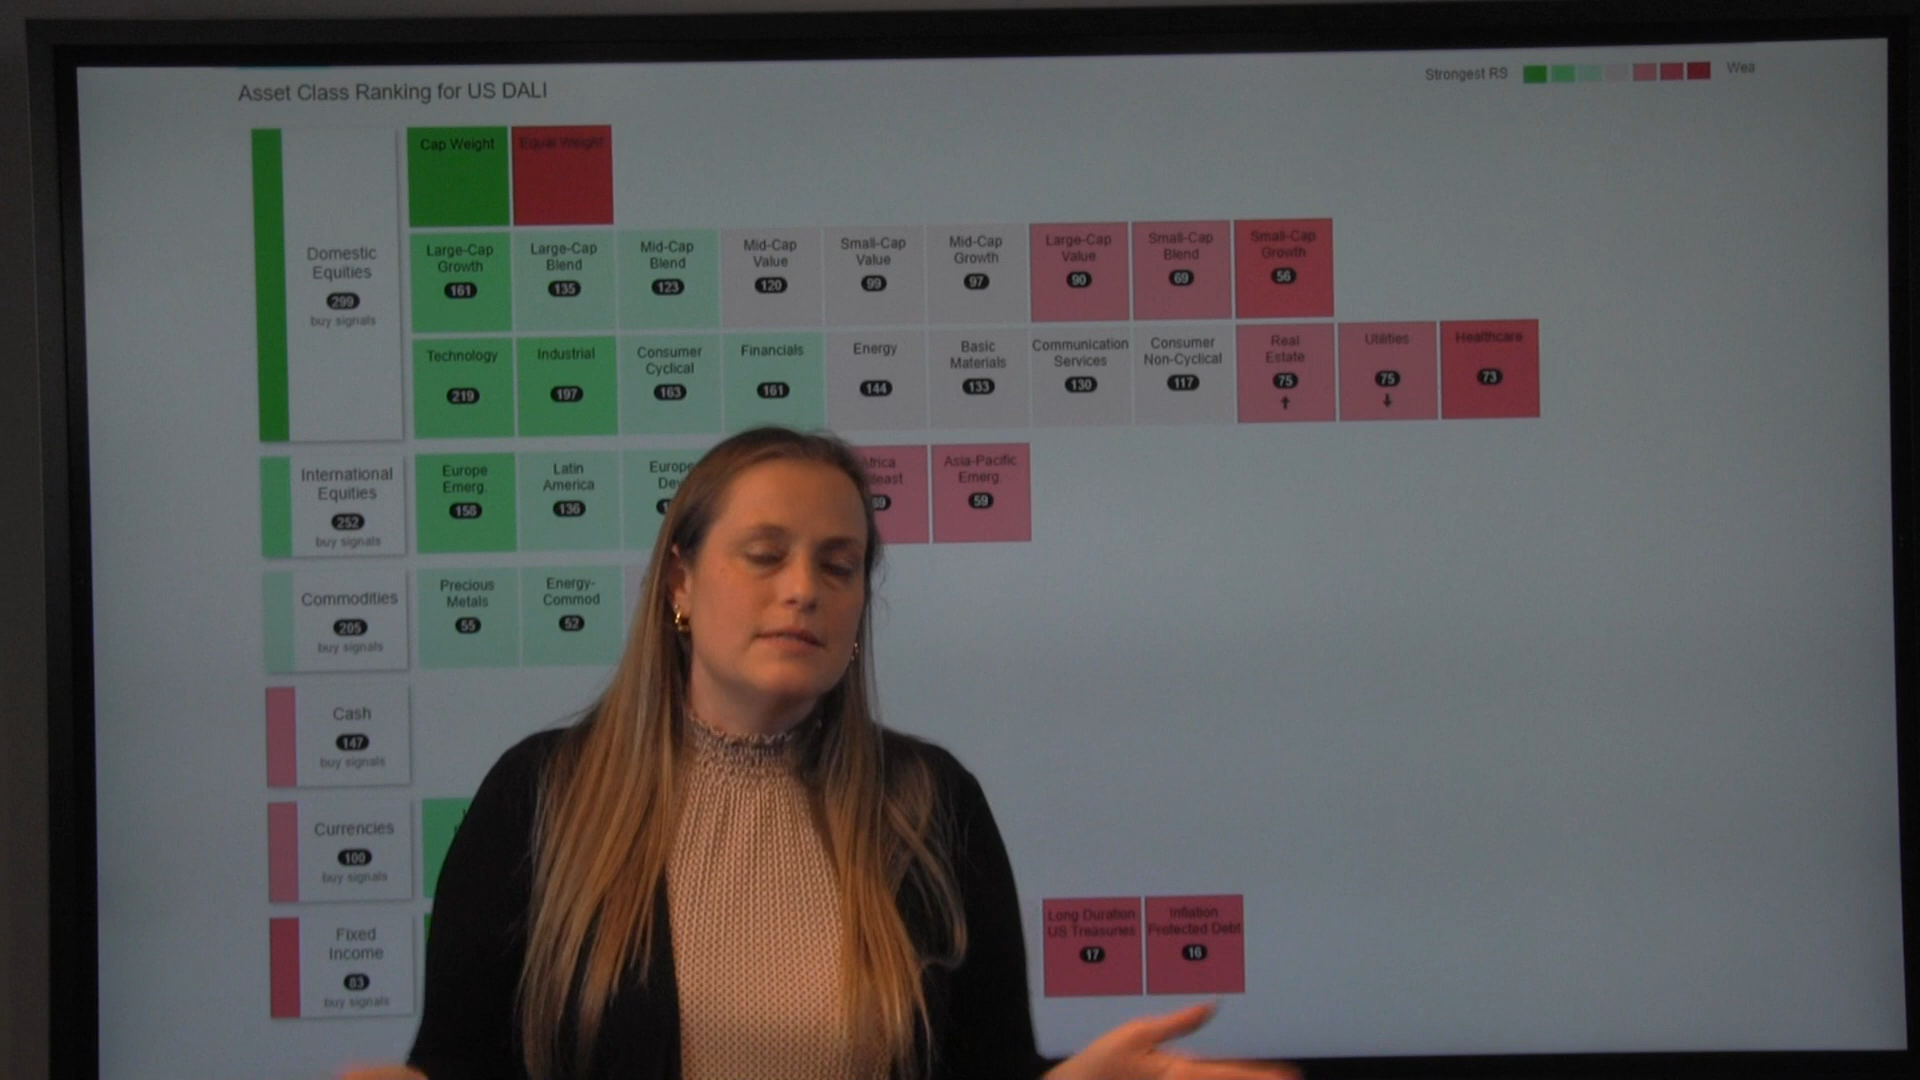 Asset Class Ranking for US DALI
Strongest RS
Wea
Domestic
Equities
299
buy signals
Cap Weight
Equal Weight
Large-Cap
Growth
161
Large-Cap
Blend
135
Mid-Cap
Blend
123
Mid-Cap
Value
120
Small-Cap
Value
99
Mid-Cap
Growth
97
Large-Cap
Value
90
Small-Cap
Blend
69
Small-Cap
Growth
56
Technology
219
Industrial
197
Consumer
Cyclical
163
Financials
161
Energy
144
Basic
Materials
133
Communication
Services
130
Consumer
Non-Cyclical
117
Real
Estate
75
Utilities
75
Healthcare
73
International
Equities
252
buy signals
Europe
Emerg.
156
Latin
America
136
Europe
Dev
Africa
east
69
Asia-Pacific
Emerg.
59
Commodities
205
buy signals
Precious
Metals
55
Energy-
Commod
52
Cash
147
buy signals
Currencies
100
buy signals
Fixed
Income
83
buy signals
Long Duration
US Treasuries
17
Inflation
Protected Debt
16